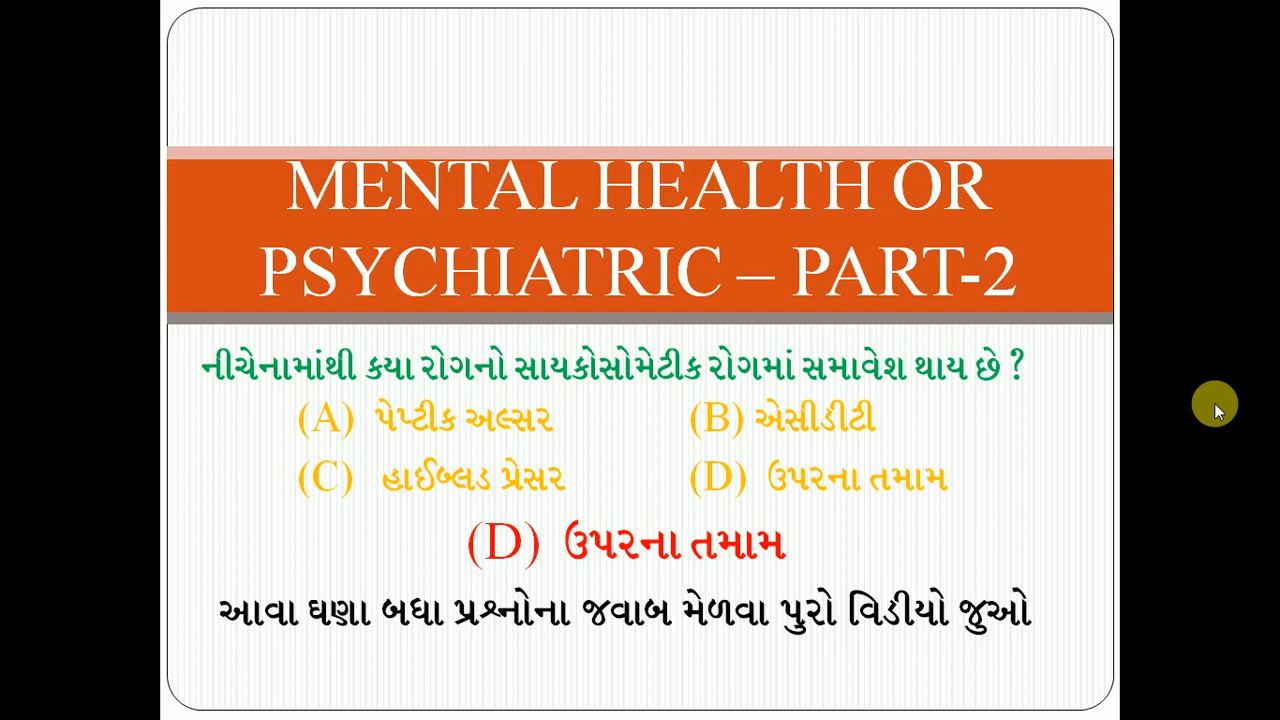 MENTAL HEALTH OR
PSYCHIATRIC – PART-2
નીચેનામાંથી કયા રોગનો સાયકોસોમેટીક રોગમાં સમાવેશ થાય છે ?
(A) પેપ્ટીક અલ્સર (B) એસીડીટી
(C) હાઈબ્લડ પ્રેસર (D) ઉપરના તમામ
(D) ઉપરના તમામ
આવા ઘણા બધા પ્રશ્નોના જવાબ મેળવા પુરો વિડીયો જુઓ